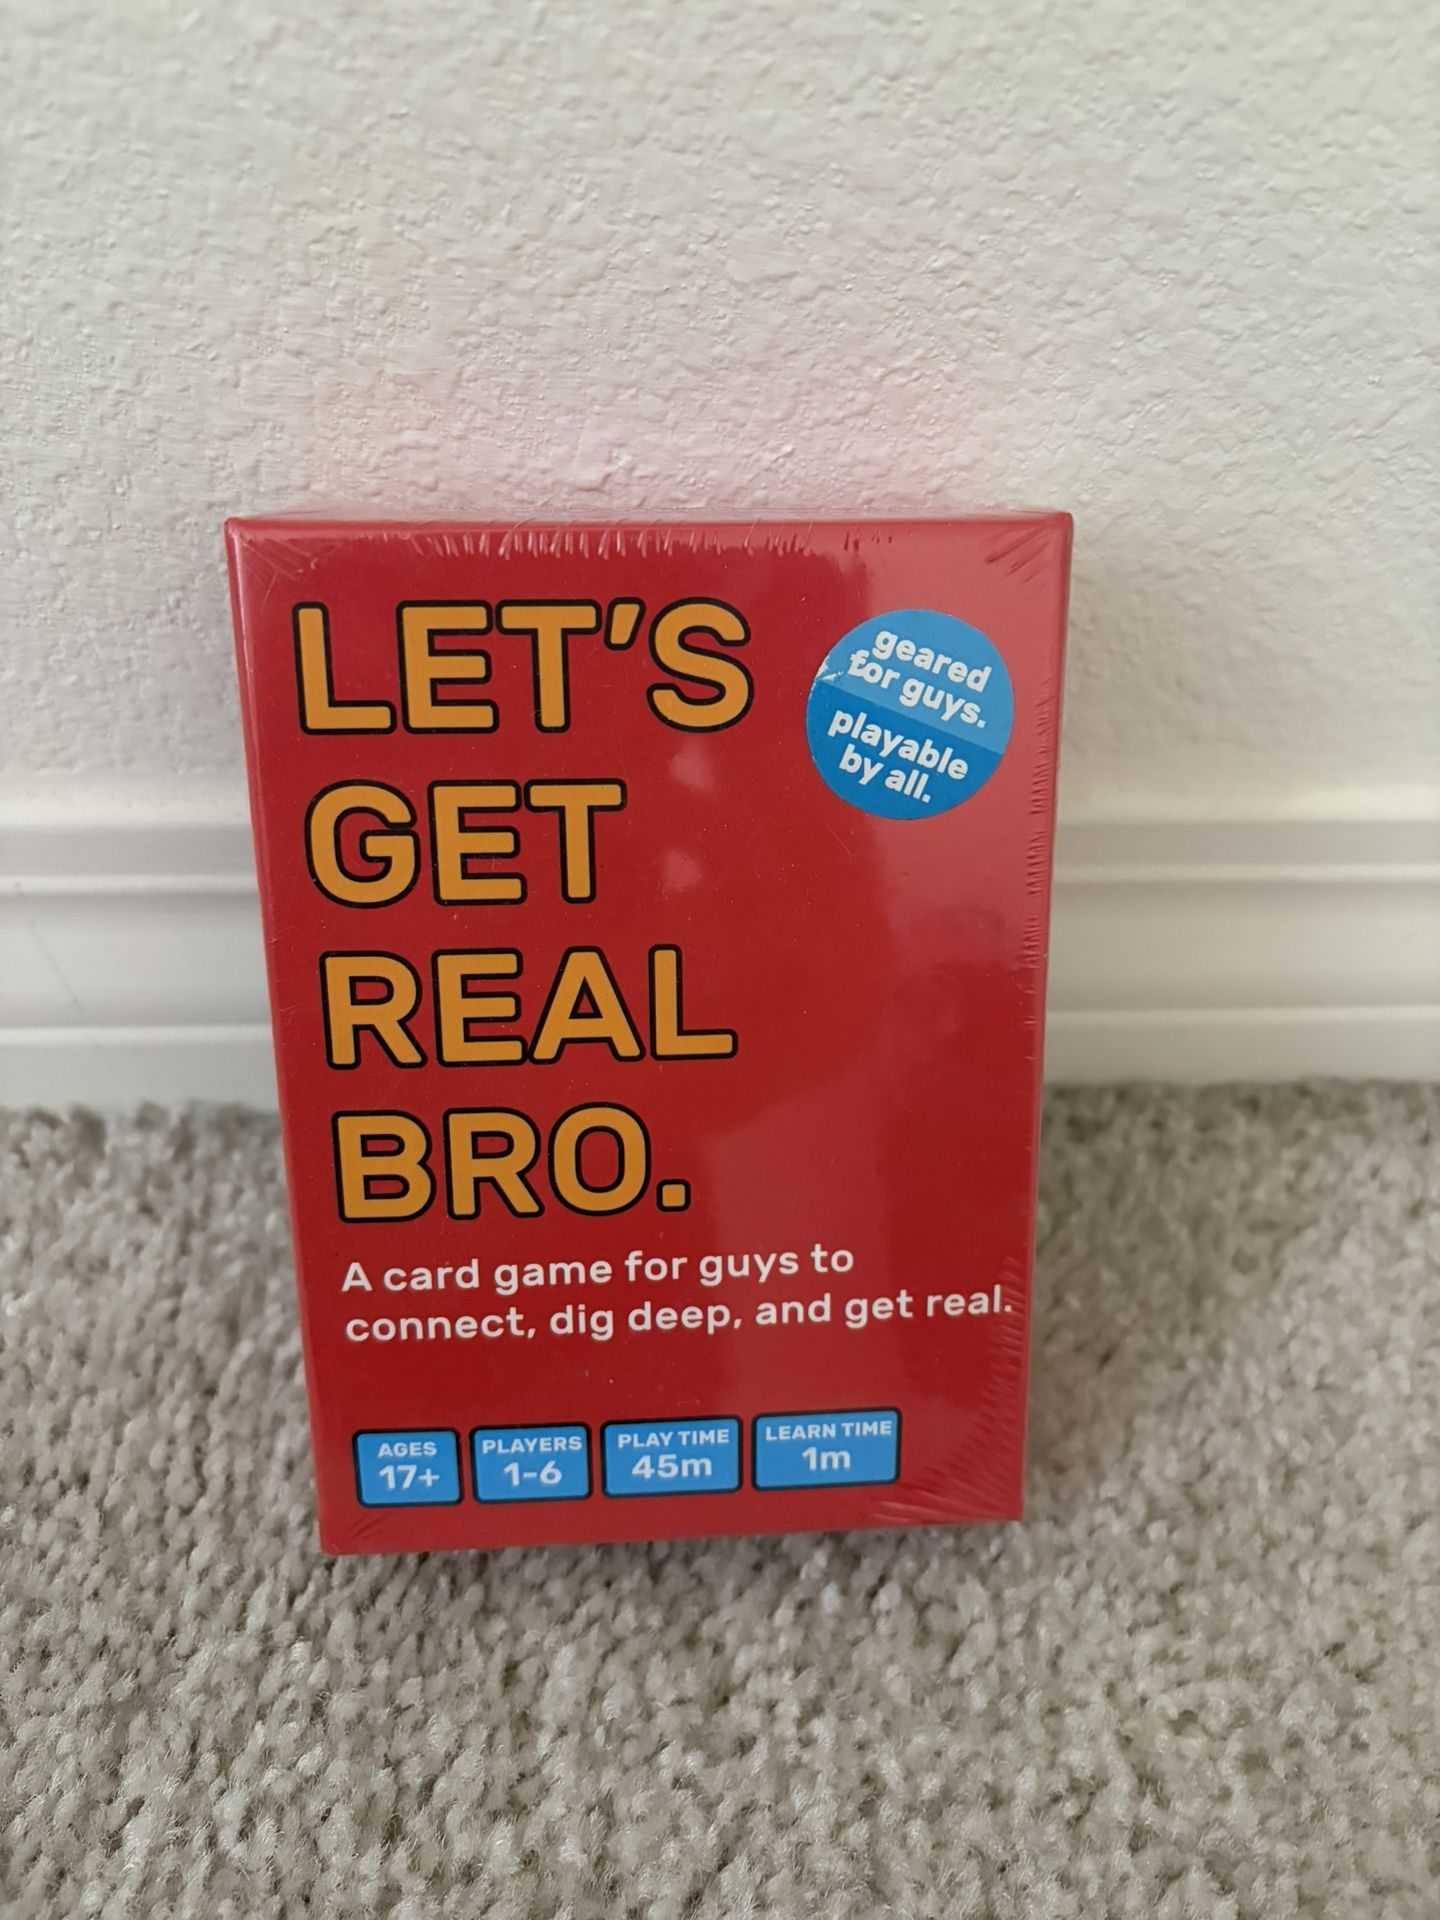 LET'S
GET
REAL
BRO.
geared
for guys.
playable
by all.
A card game for guys to
connect, dig deep, and get real.
AGES
17+
PLAYERS
1-6
PLAY TIME
45m
LEARN TIME
1m